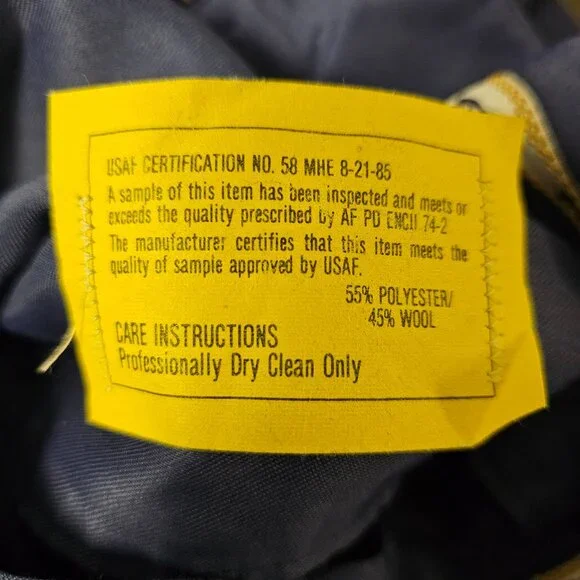 USAF CERTIFICATION NO. 58 MHE 8-21-85
A sample of this item has been inspected and meets or
exceeds the quality prescribed by AF PD ENCU 74-2
The manufacturer certifies that this item meets the
quality of sample approved by USAF.
55% POLYESTER/
45% WOOL
CARE INSTRUCTIONS
Professionally Dry Clean Only